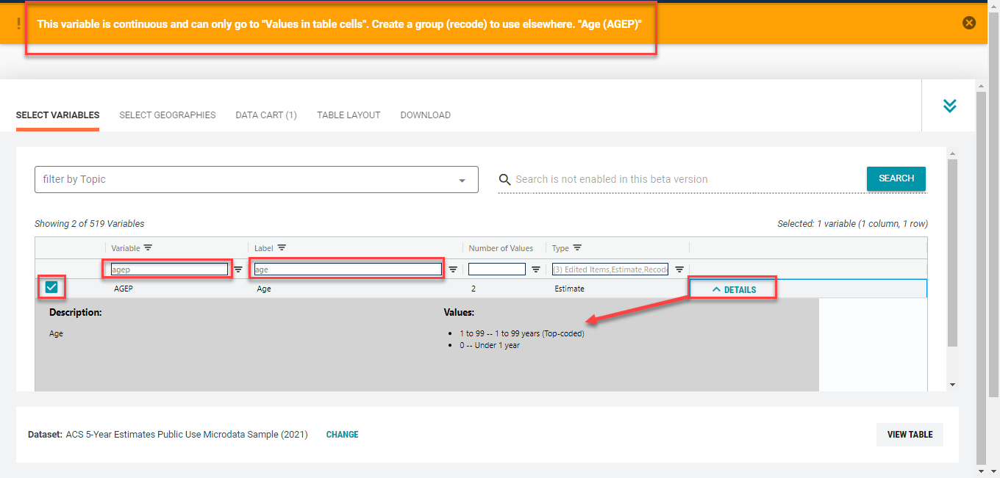 This variable is continuous and can only go to "Values in table cells". Create a group (recode) to use elsewhere. "Age (AGEP)"
SELECT VARIABLES SELECT GEOGRAPHIES DATA CART (1) TABLE LAYOUT DOWNLOAD
filter by Topic Search is not enabled in this beta version SEARCH
Showing 2 of 519 Variables Selected: 1 variable (1 column, 1 row)
Variable Label Number of Values Type
agep age (3) Edited Items,Estimate,Recod
AGEP Age 2 Estimate DETAILS
Description: Values:
Age 1 to 99 -- 1 to 99 years (Top-coded)
0 -- Under 1 year
Dataset: ACS 5-Year Estimates Public Use Microdata Sample (2021) CHANGE VIEW TABLE